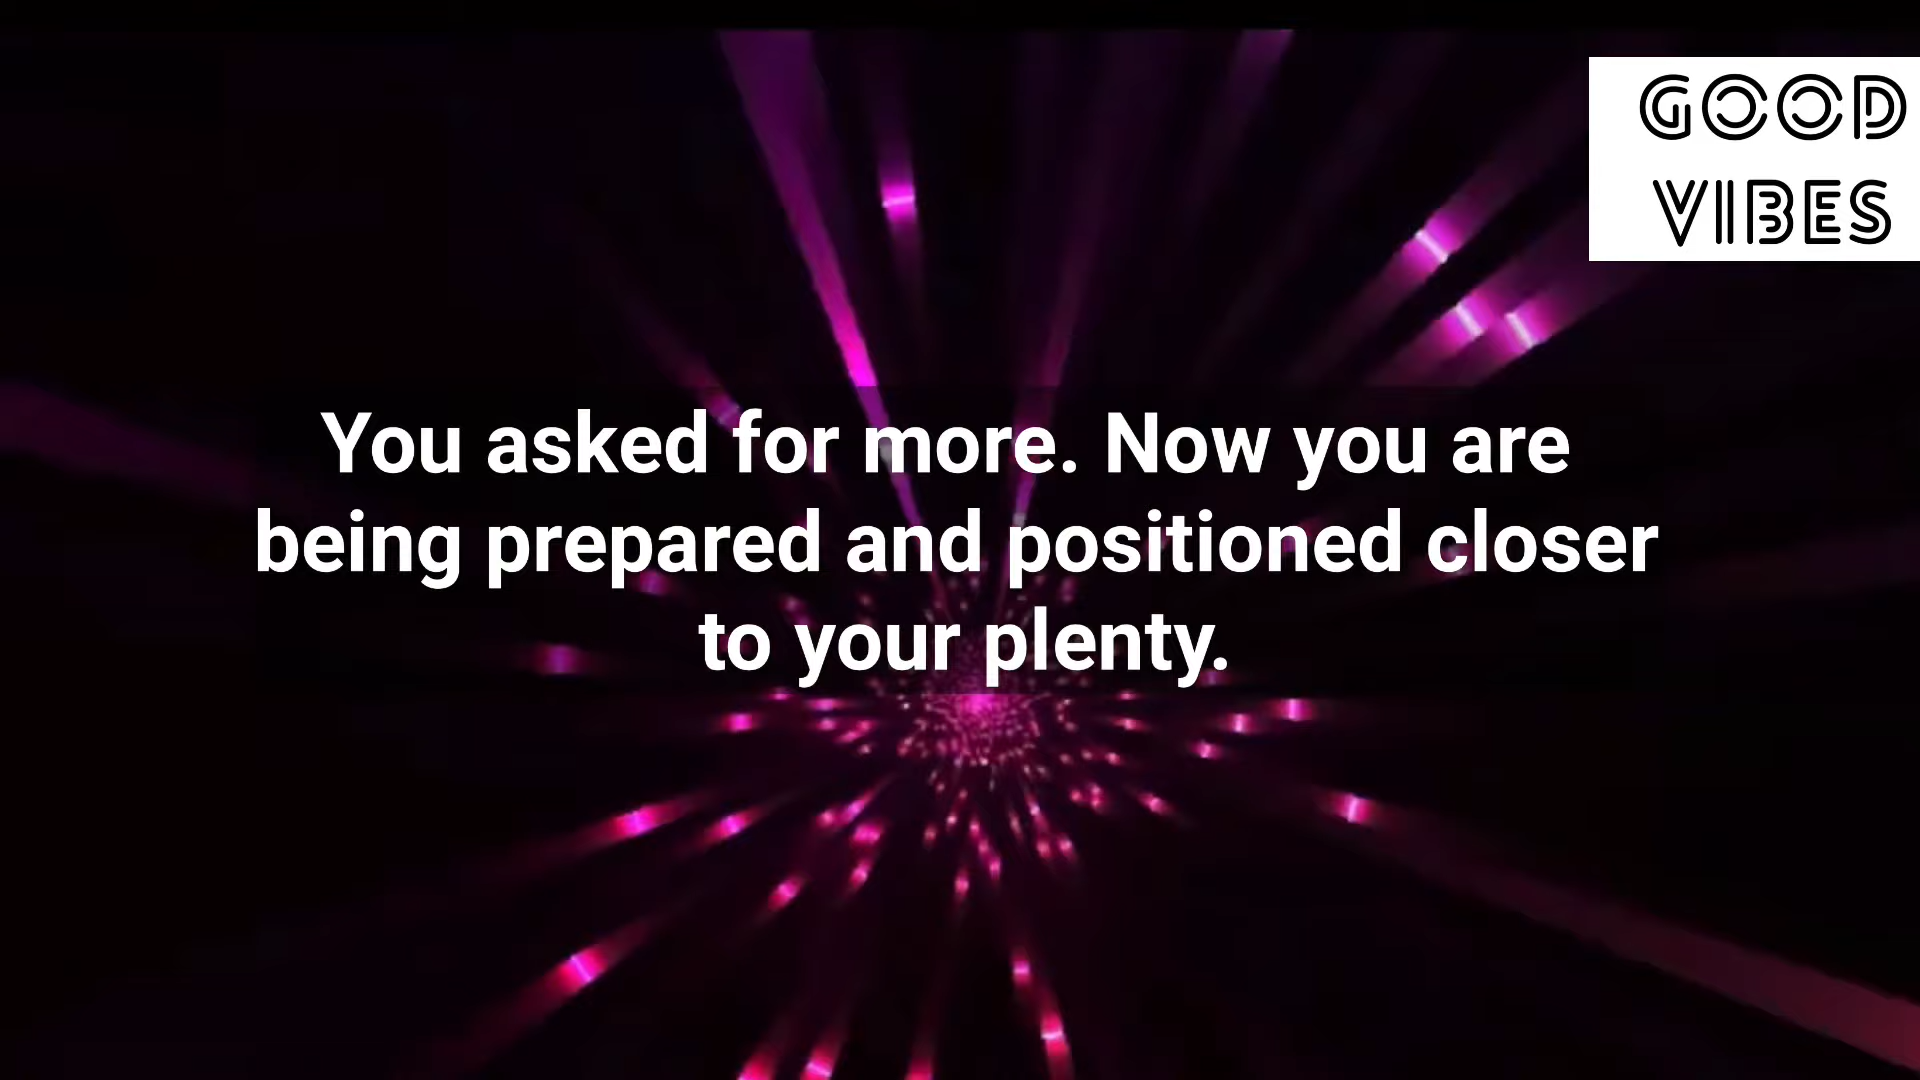 GOOD
VIBES
You asked for more. Now you are
being prepared and positioned closer
to your plenty.